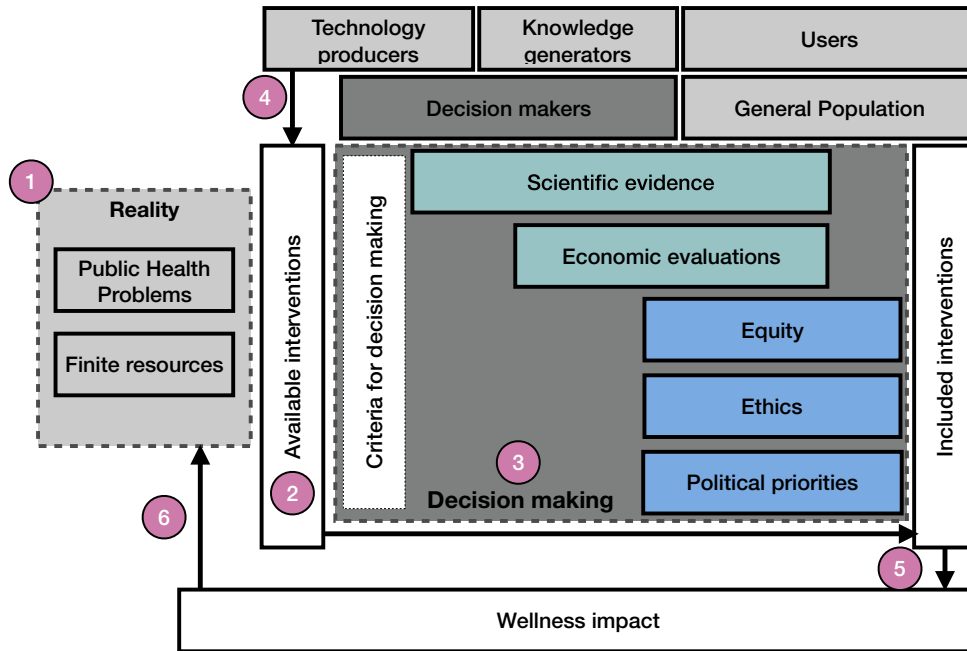 Technology
producers
Knowledge
generators
Users
4
Decision makers
General Population
1
Reality
Public Health
Problems
Finite resources
Available interventions
2
Criteria for decision making
Scientific evidence
Economic evaluations
Equity
Ethics
Political priorities
3
Decision making
Included interventions
6
5
Wellness impact